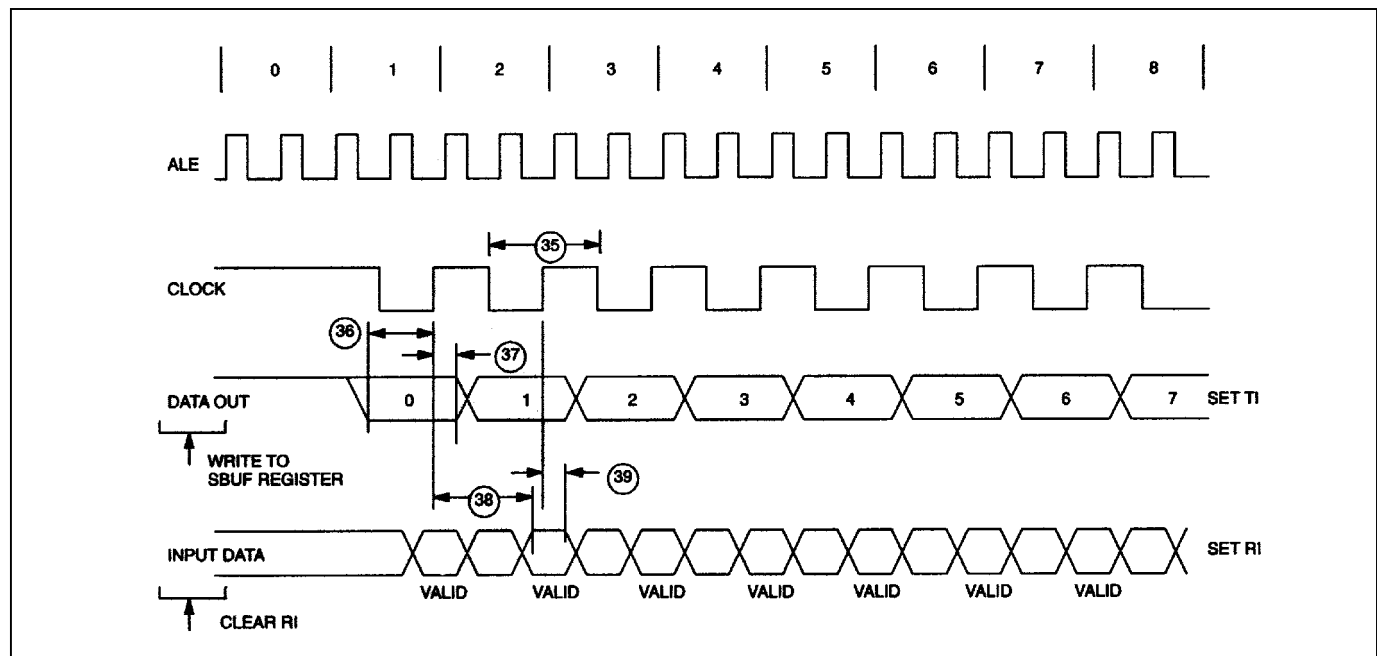 0 1 2 3 4 5 6 7 8
ALE
35
CLOCK
36
37
DATA OUT 0 1 2 3 4 5 6 7 SET TI
WRITE TO
SBUF REGISTER
39
38
INPUT DATA SET RI
VALID VALID VALID VALID VALID VALID VALID
CLEAR RI